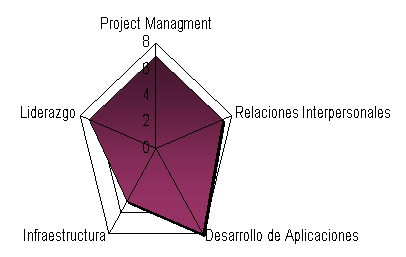 Project Managment
8
6
4
2
0
Liderazgo
Relaciones Interpersonales
Infraestructura
Desarrollo de Aplicaciones